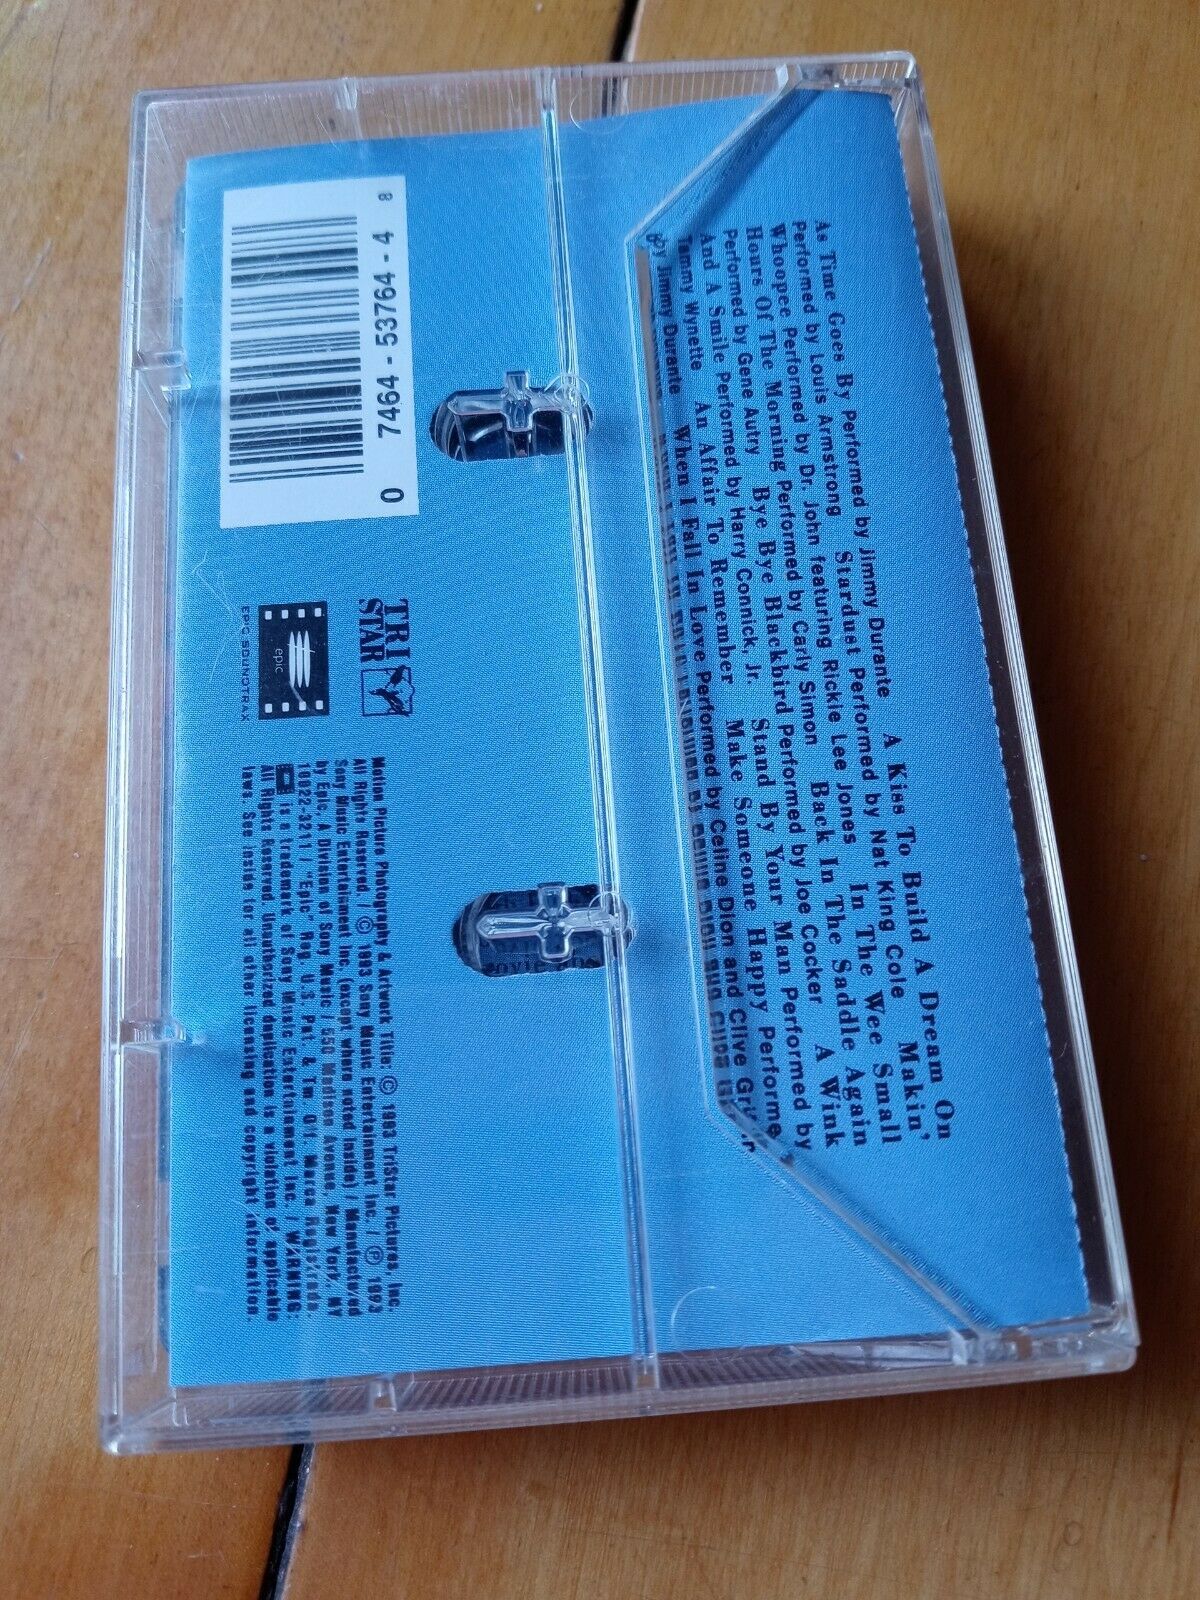 As Time Goes By Performed by Jimmy Durante A Kiss To Build A Dream On
Performed by Louis Armstrong Stardust Performed by Nat King Cole Makin'
Whoopee Performed by Dr. John featuring Rickie Lee Jones In The Wee Small
Hours Of The Morning Performed by Carly Simon Back In The Saddle Again
Performed by Gene Autry Bye Bye Blackbird Performed by Joe Cocker A Wink
And A Smile Performed by Harry Connick, Jr. Stand By Your Man Performed by
Tammy Wynette An Affair To Remember Make Someone Happy Performed
by Jimmy Durante When I Fall In Love Performed by Celine Dion and Clive Griffin
8
0 7464 - 53764 - 4
TRI
STAR
epic
EPIC SOUNDTRAX
Motion Picture Photography & Artwork Title: © 1993 TriStar Pictures, Inc.
All Rights Reserved. / © 1993 Sony Music Entertainment Inc. / ℗ 1993
Sony Music Entertainment Inc. (except where noted inside) / Manufactured
by Epic, A Division of Sony Music / 550 Madison Avenue, New York, NY
10022-3211 / "Epic" Reg. U.S. Pat. & Tm. Off. Marca Registrada.
is a trademark of Sony Music Entertainment Inc. / WARNING:
All Rights Reserved. Unauthorized duplication is a violation of applicable
laws. See inside for all other licensing and copyright information.